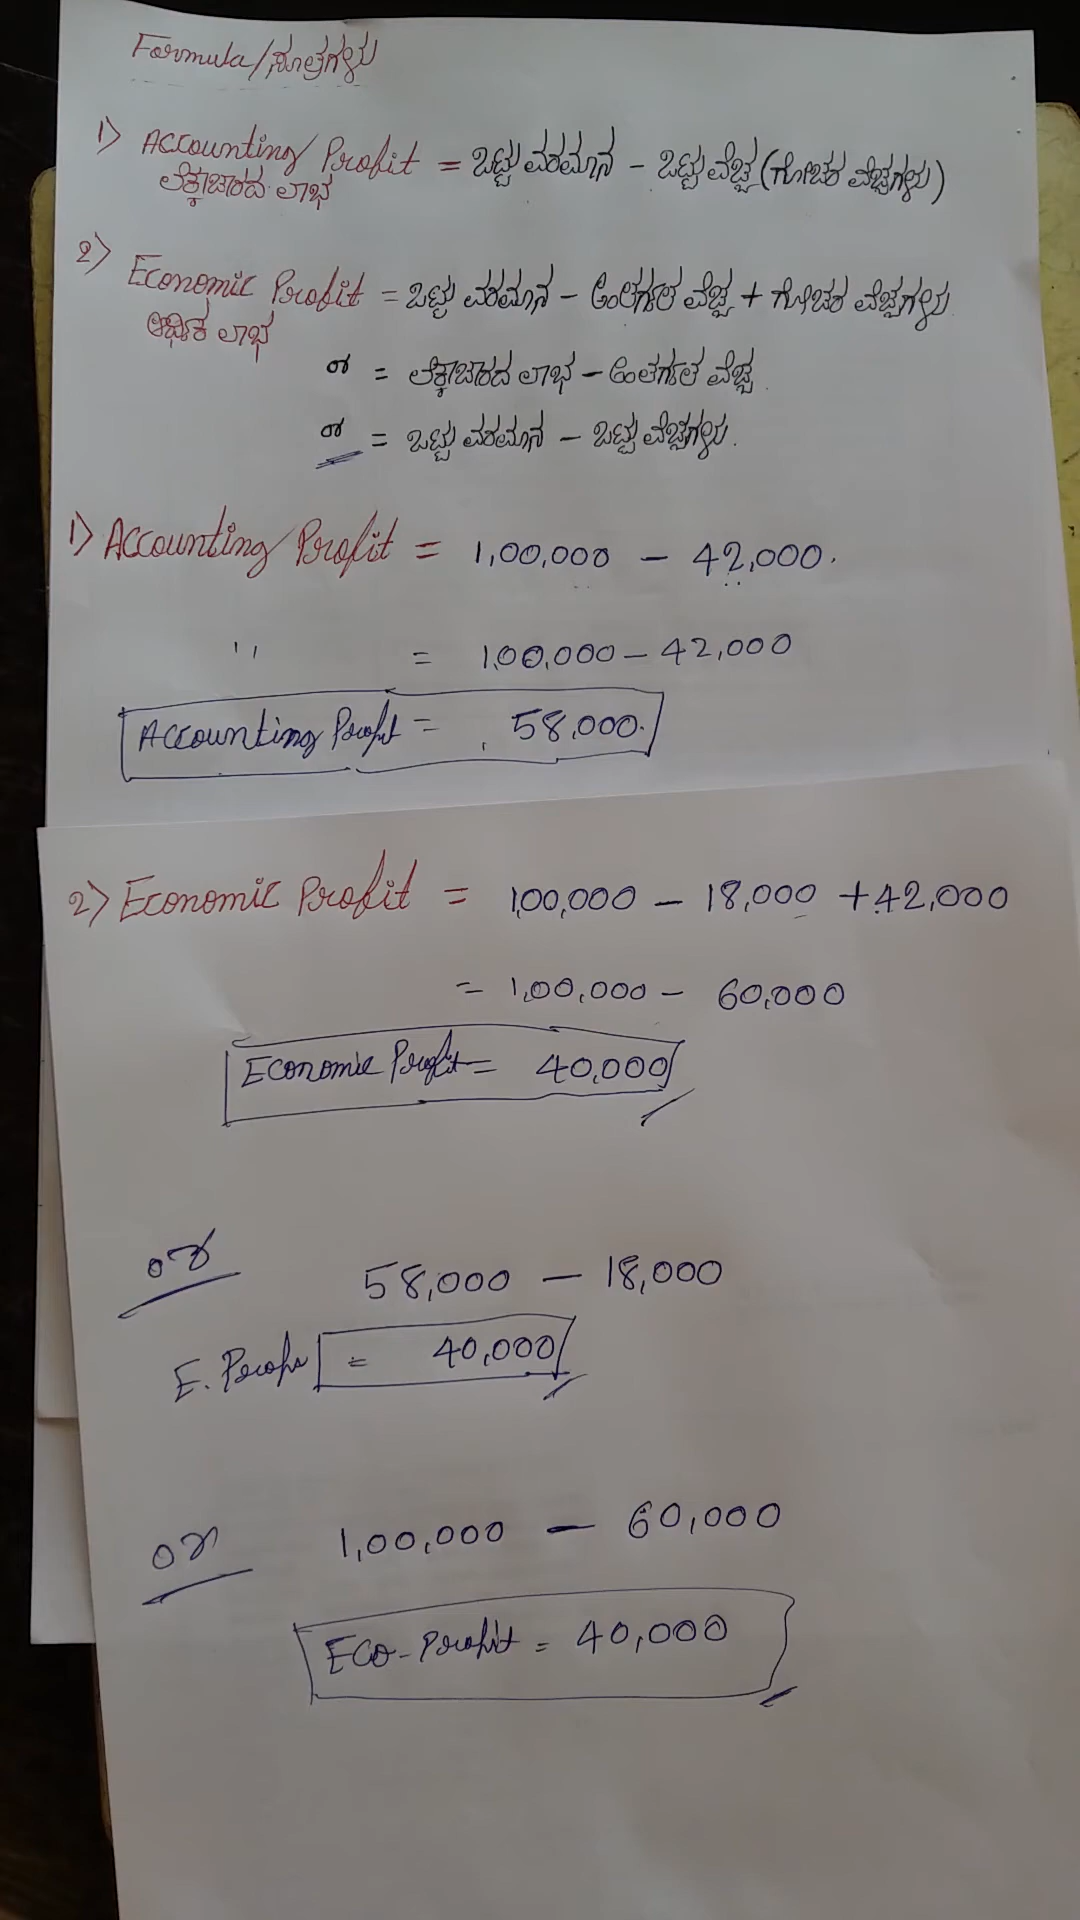 Formula/ಸೂತ್ರಗಳು
1) Accounting Profit = ಒಟ್ಟು ವರಮಾನ - ಒಟ್ಟು ವೆಚ್ಚ (ಗೋಚರ ವೆಚ್ಚಗಳು)
ಲೆಕ್ಕಾಚಾರದ ಲಾಭ
2) Economic Profit = ಒಟ್ಟು ವರಮಾನ - ಅಂತರ್ಗತ ವೆಚ್ಚ + ಗೋಚರ ವೆಚ್ಚಗಳು
ಆರ್ಥಿಕ ಲಾಭ
or = ಲೆಕ್ಕಾಚಾರದ ಲಾಭ - ಅಂತರ್ಗತ ವೆಚ್ಚ
or = ಒಟ್ಟು ವರಮಾನ - ಒಟ್ಟು ವೆಚ್ಚಗಳು.
1) Accounting Profit = 1,00,000 - 42,000.
" = 1,00,000 - 42,000
Accounting Profit = 58,000.
2) Economic Profit = 1,00,000 - 18,000 + 42,000
= 1,00,000 - 60,000
Economic Profit = 40,000
or 58,000 - 18,000
E. Profit = 40,000
or 1,00,000 - 60,000
Eco-Profit = 40,000